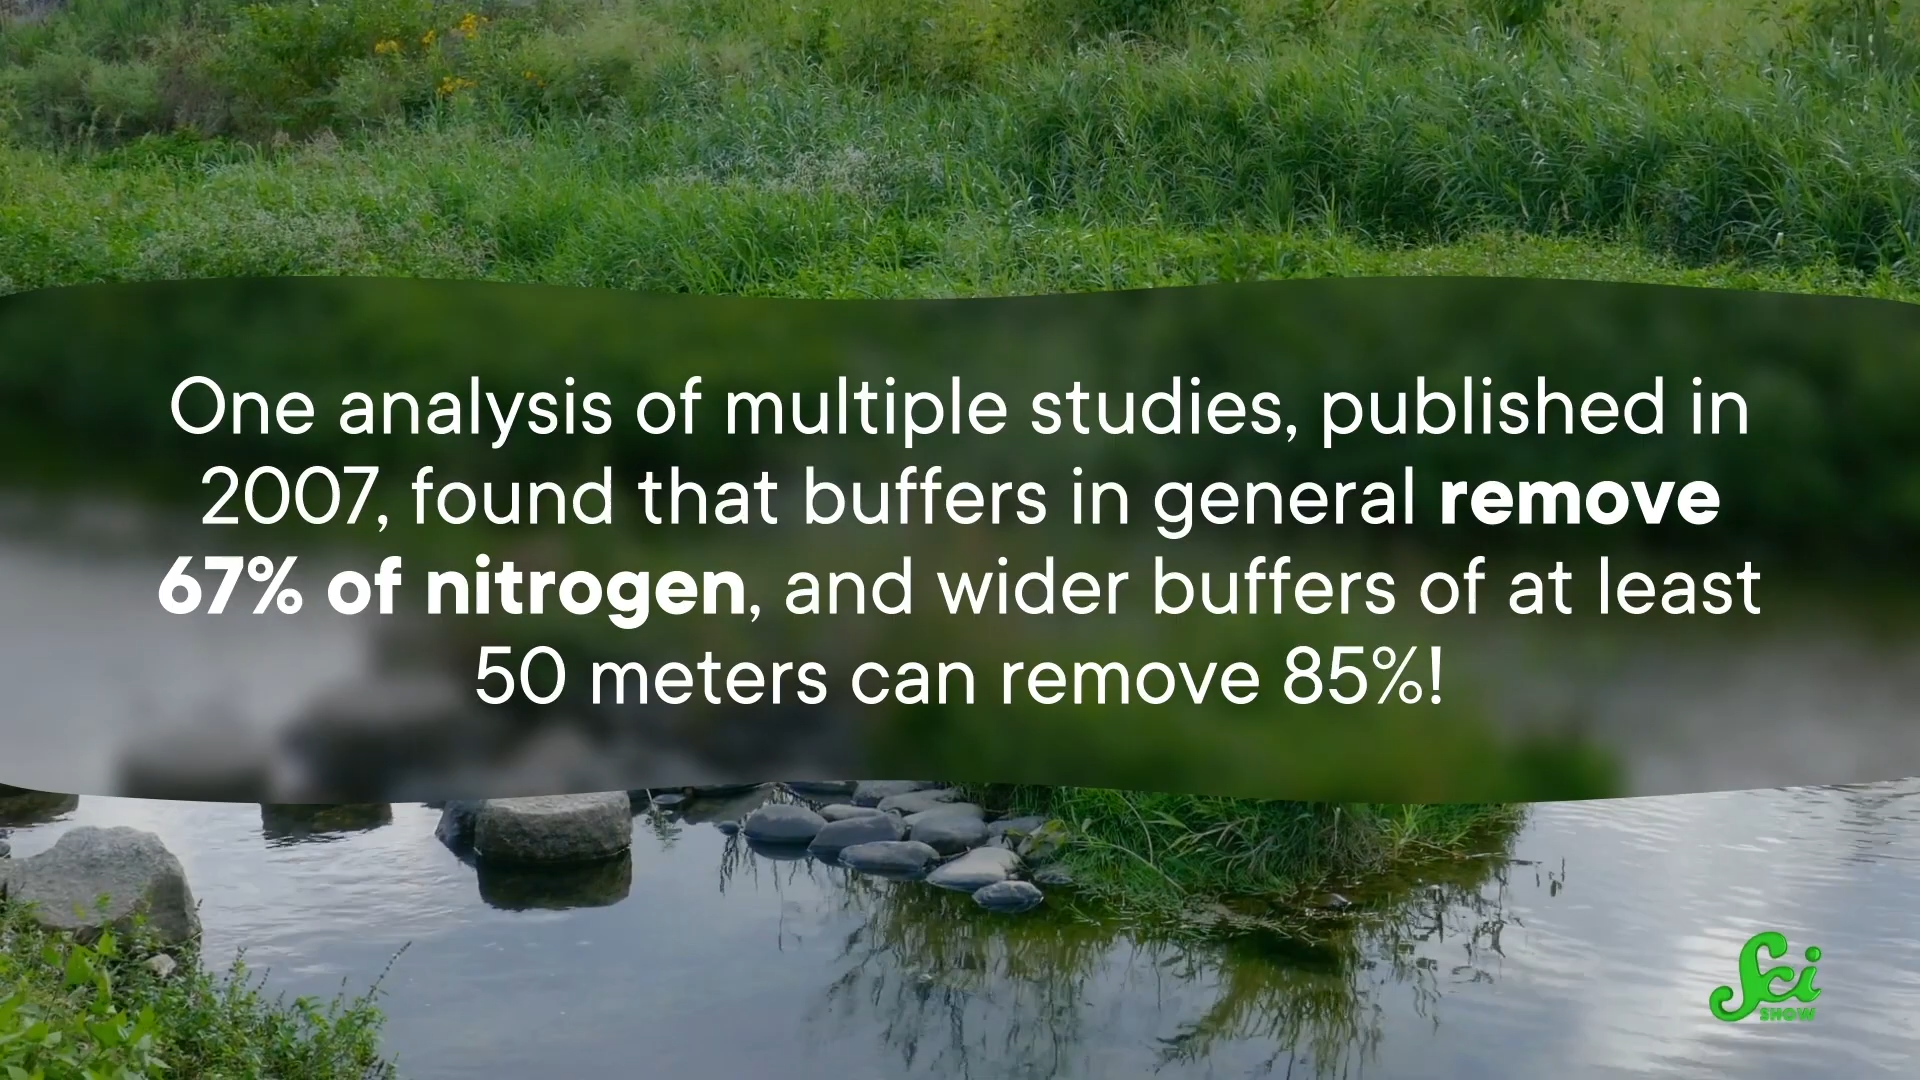 One analysis of multiple studies, published in
2007, found that buffers in general remove
67% of nitrogen, and wider buffers of at least
50 meters can remove 85%!
Sci
SHOW